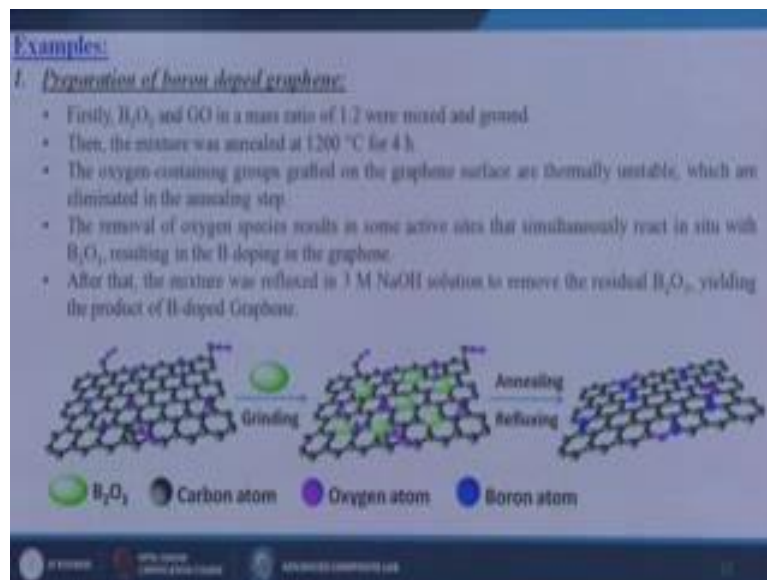 Examples:
1. Preparation of boron doped graphene:
• Firstly, B₂O₃ and GO in a mass ratio of 1:2 were mixed and ground.
• Then, the mixture was annealed at 1200 °C for 4 h.
• The oxygen-containing groups grafted on the graphene surface are thermally unstable, which are
eliminated in the annealing step.
• The removal of oxygen species results in some active sites that simultaneously react in situ with
B₂O₃, resulting in the B doping in the graphene.
• After that, the mixture was refluxed in 3 M NaOH solution to remove the residual B₂O₃, yielding
the product of B-doped Graphene.
Grinding
Annealing
Refluxing
B₂O₃ Carbon atom Oxygen atom Boron atom